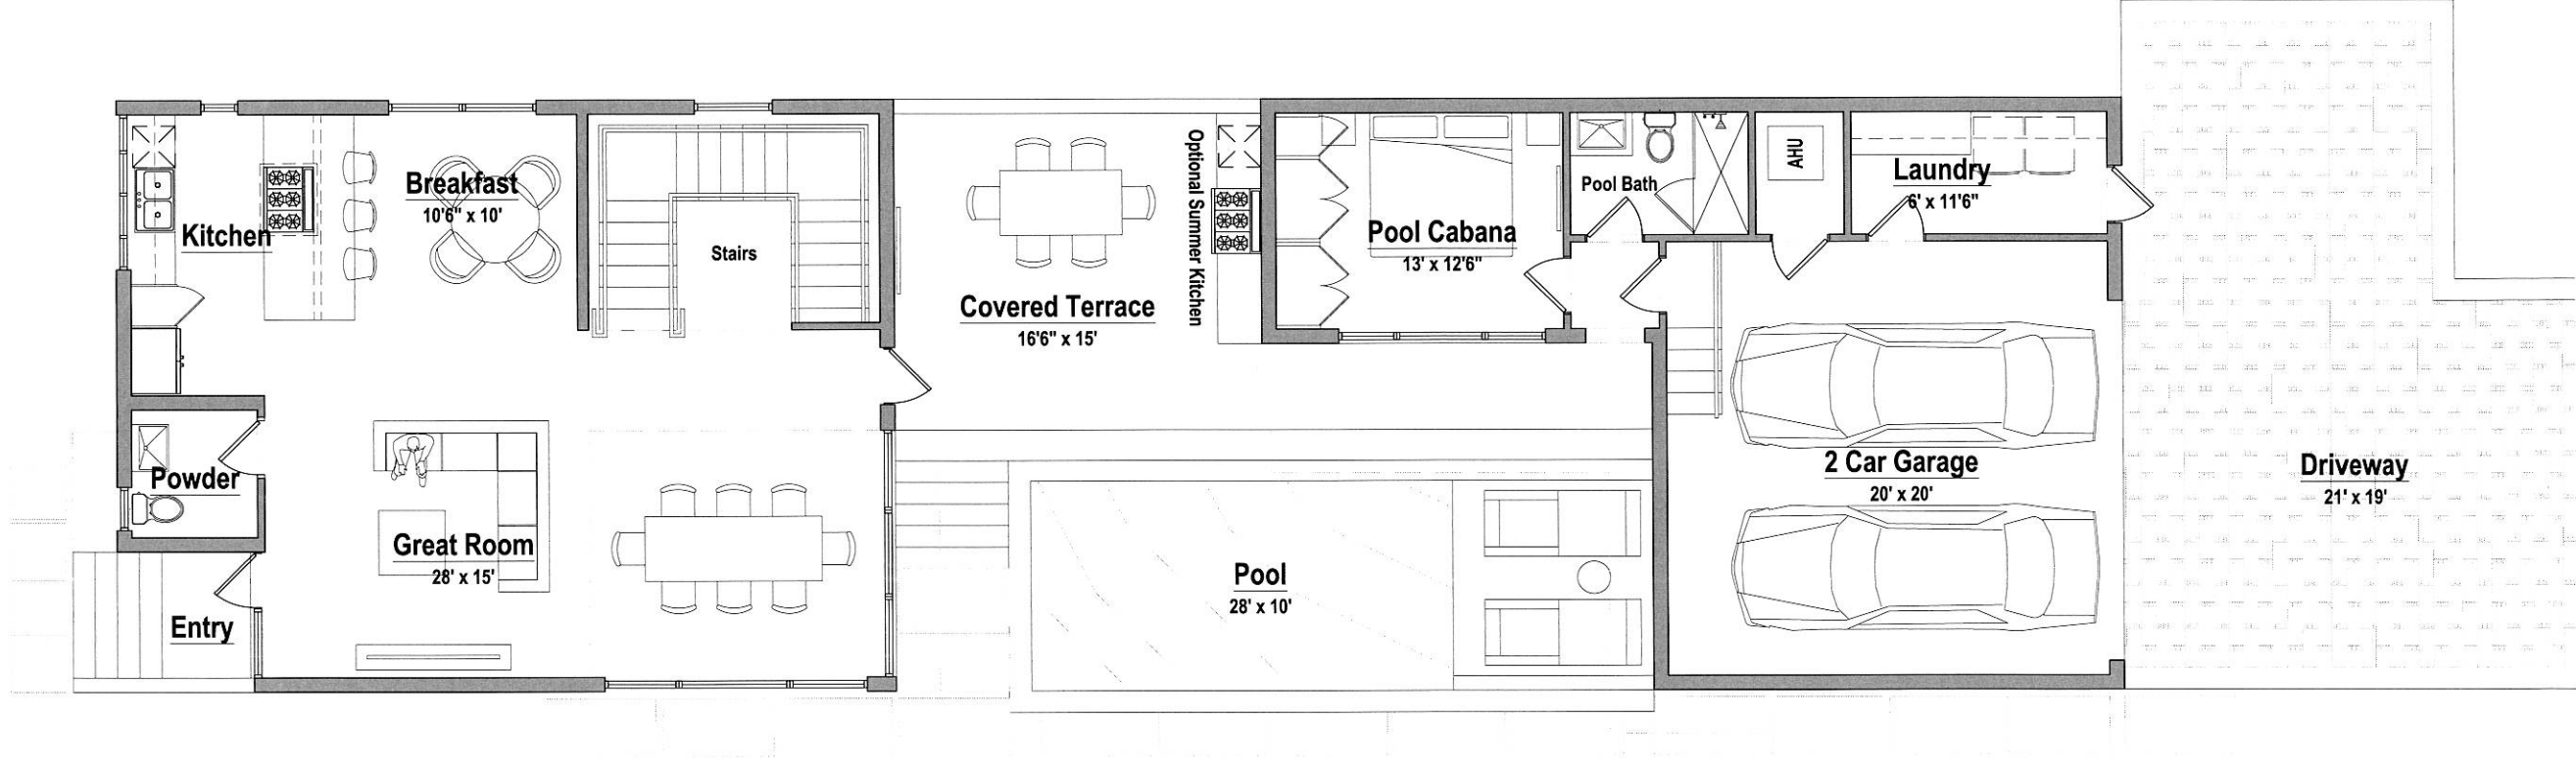 Kitchen
Breakfast
10'6" x 10'
Stairs
Powder
Great Room
28' x 15'
Entry
Covered Terrace
16'6" x 15'
Optional Summer Kitchen
Pool Cabana
13' x 12'6"
Pool Bath
AHU
Laundry
6' x 11'6"
Pool
28' x 10'
2 Car Garage
20' x 20'
Driveway
21' x 19'